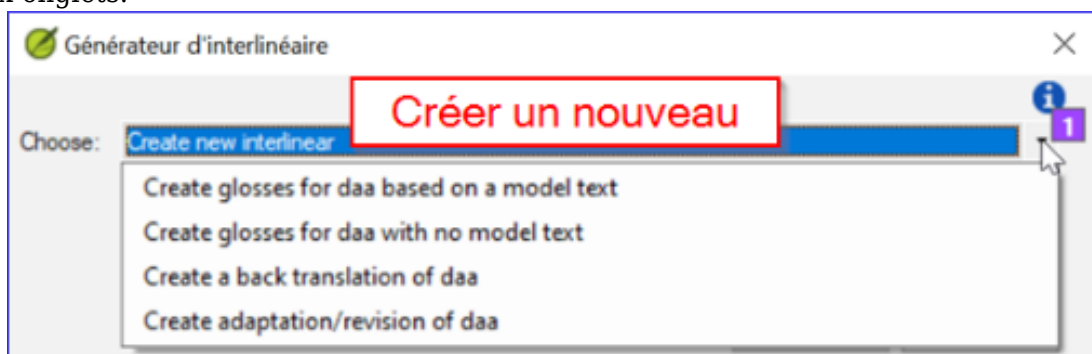 Générateur d'interlinéaire
Créer un nouveau
1
Choose: Create new interlinear
Create glosses for daa based on a model text
Create glosses for daa with no model text
Create a back translation of daa
Create adaptation/revision of daa